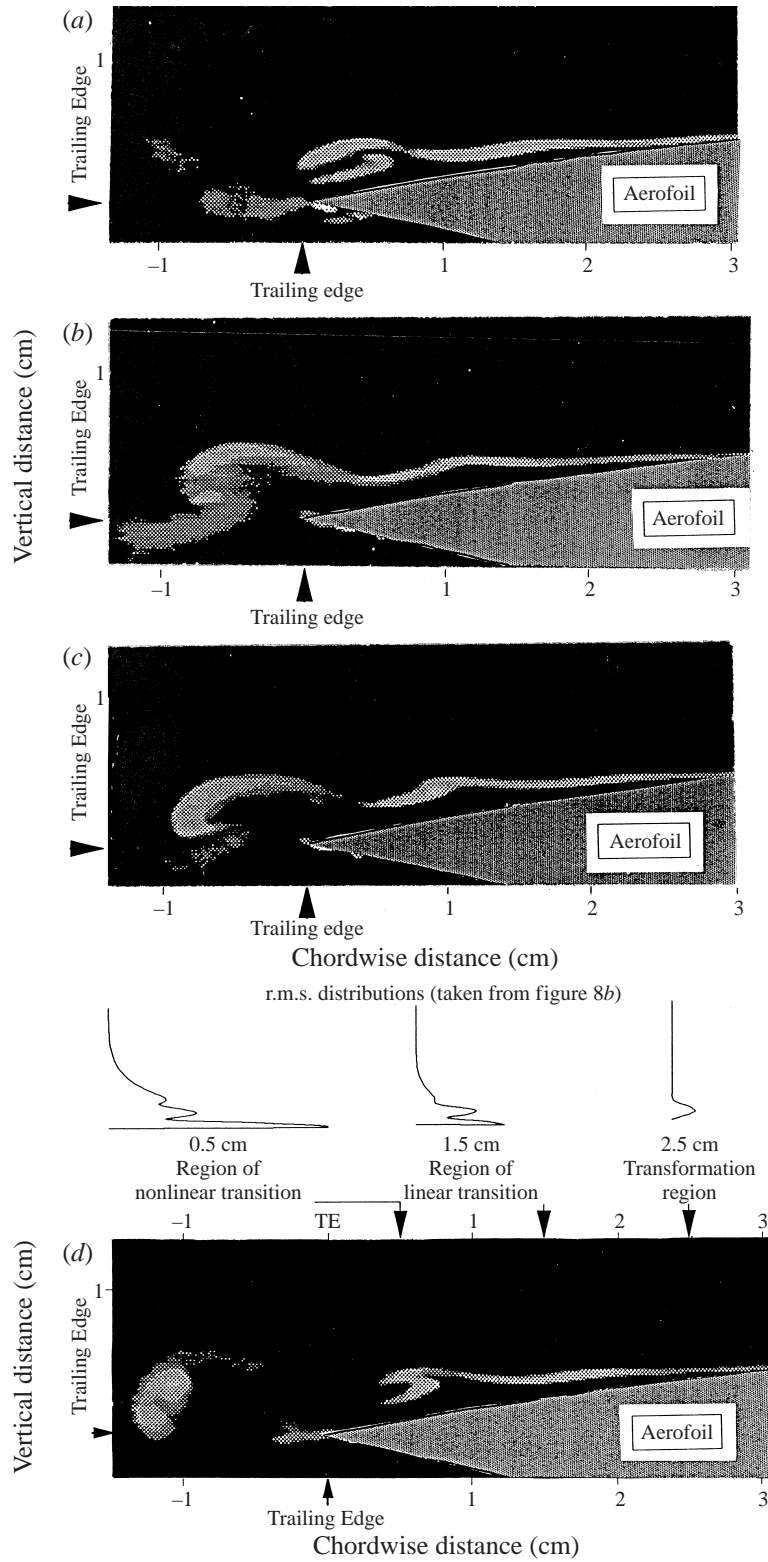 (a)
1
Trailing Edge
Aerofoil
–1
1
2
3
Trailing edge
Vertical distance (cm)
(b)
1
Trailing Edge
Aerofoil
–1
1
2
3
Trailing edge
(c)
1
Trailing Edge
Aerofoil
–1
1
2
3
Trailing edge
Chordwise distance (cm)
r.m.s. distributions (taken from figure 8b)
0.5 cm
Region of
nonlinear transition
1.5 cm
Region of
linear transition
2.5 cm
Transformation
region
–1
TE
1
2
3
Vertical distance (cm)
(d)
1
Trailing Edge
Aerofoil
–1
1
2
3
Trailing Edge
Chordwise distance (cm)